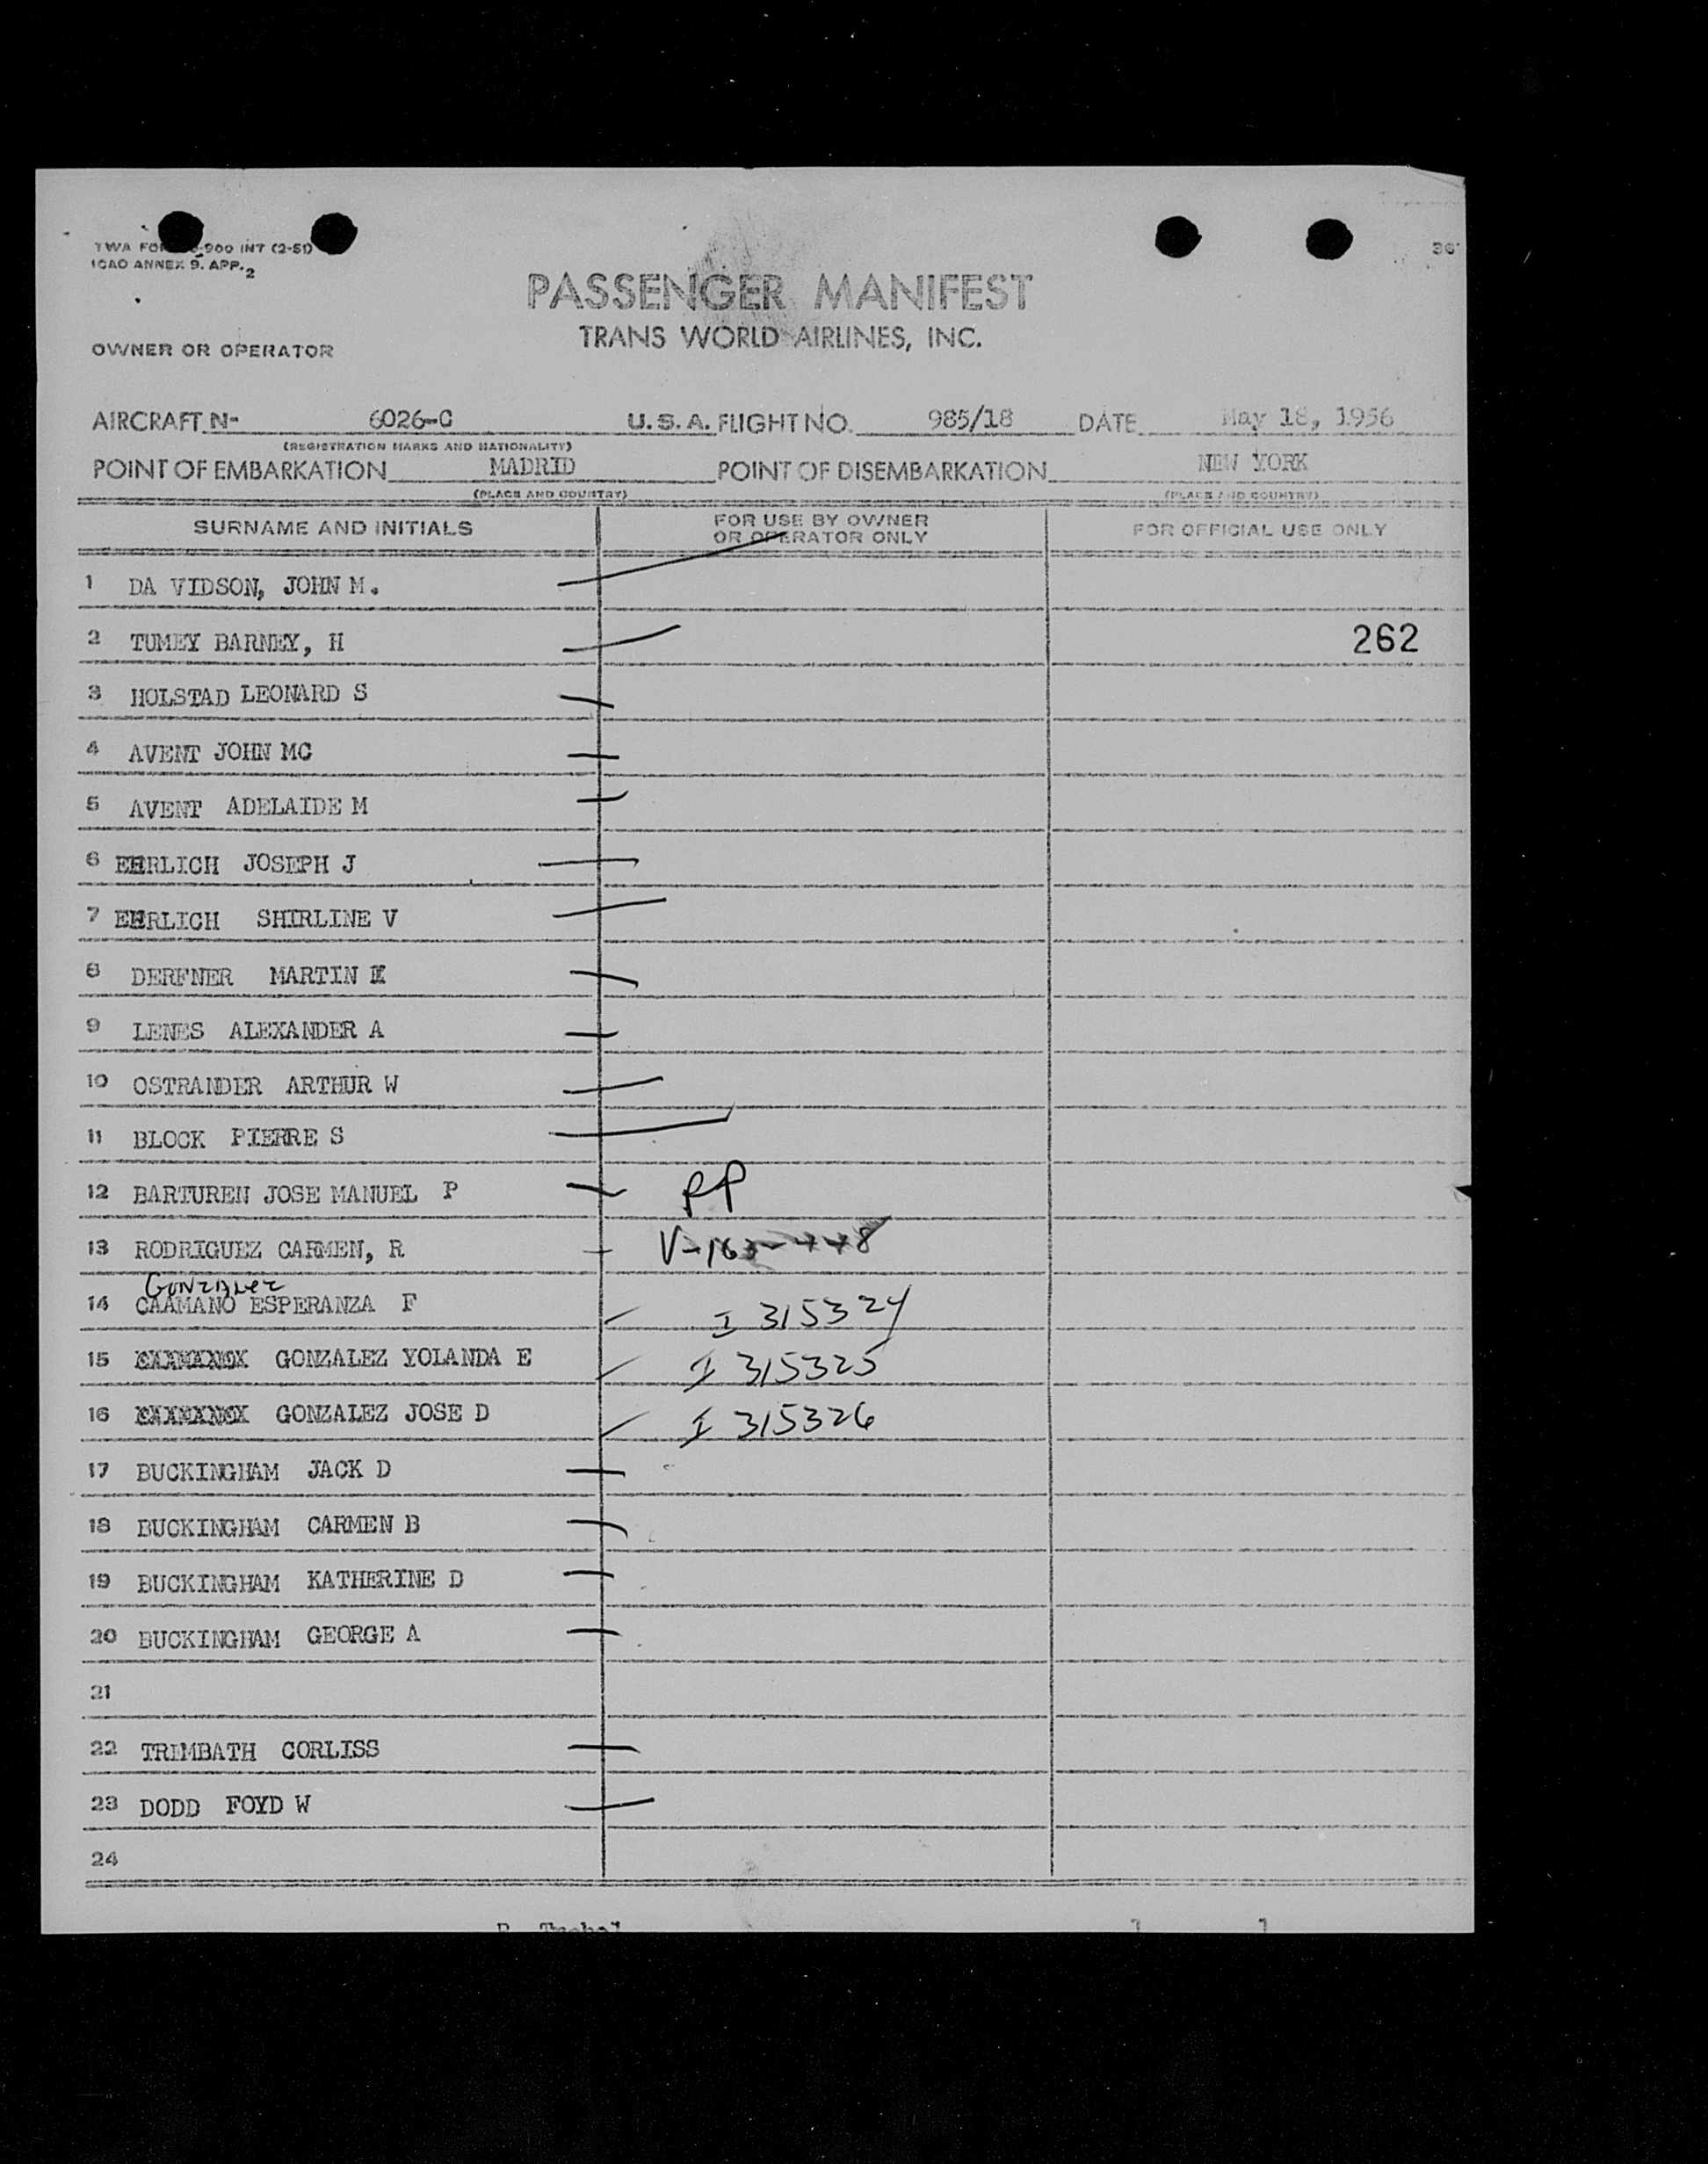 TWA FO -900 INT (2-51)
ICAO ANNEX 9. APP. 2
PASSENGER MANIFEST
TRANS WORLD AIRLINES, INC.
OWNER OR OPERATOR
AIRCRAFT N- 6026-C U.S.A. FLIGHT NO. 985/18 DATE May 18, 1956
(REGISTRATION MARKS AND NATIONALITY)
POINT OF EMBARKATION MADRID POINT OF DISEMBARKATION NEW YORK
(PLACE AND COUNTRY) (PLACE AND COUNTRY)
SURNAME AND INITIALS FOR USE BY OWNER OR OPERATOR ONLY FOR OFFICIAL USE ONLY
1 DA VIDSON, JOHN M.
2 TUMEY BARNEY, H 262
3 HOLSTAD LEONARD S
4 AVENT JOHN MC
5 AVENT ADELAIDE M
6 EHRLICH JOSEPH J
7 EHRLICH SHIRLINE V
8 DERFNER MARTIN
9 LENES ALEXANDER A
10 OSTRANDER ARTHUR W
11 BLOCK PIERRE S
12 BARTUREN JOSE MANUEL P PP
13 RODRIGUEZ CARMEN, R V-163-448
GONZALEZ
14 CAAMANO ESPERANZA F I 315324
15 GONZALEZ YOLANDA E I 315325
16 GONZALEZ JOSE D I 315326
17 BUCKINGHAM JACK D
18 BUCKINGHAM CARMEN B
19 BUCKINGHAM KATHERINE D
20 BUCKINGHAM GEORGE A
21
22 TRIMBATH CORLISS
23 DODD FOYD W
24